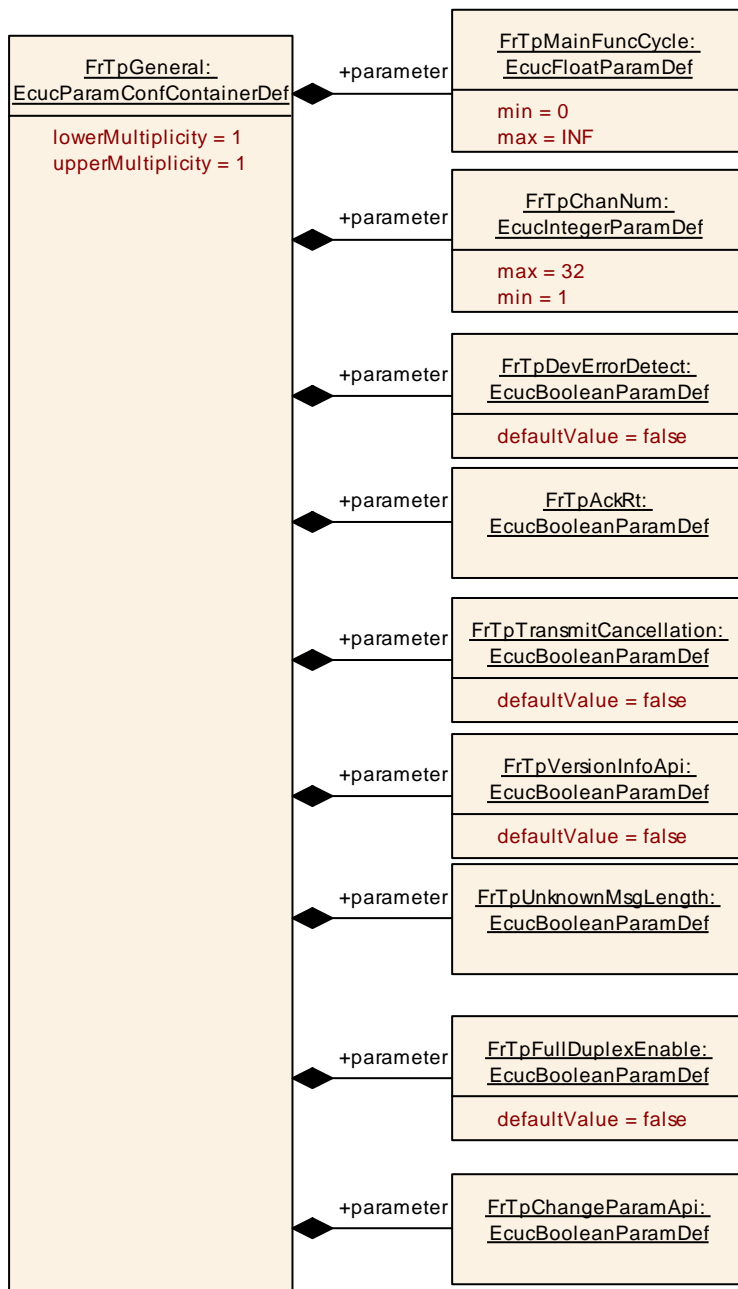 FrTpGeneral:
EcucParamConfContainerDef
lowerMultiplicity = 1
upperMultiplicity = 1
+parameter
FrTpMainFuncCycle:
EcucFloatParamDef
min = 0
max = INF
+parameter
FrTpChanNum:
EcucIntegerParamDef
max = 32
min = 1
+parameter
FrTpDevErrorDetect:
EcucBooleanParamDef
defaultValue = false
+parameter
FrTpAckRt:
EcucBooleanParamDef
+parameter
FrTpTransmitCancellation:
EcucBooleanParamDef
defaultValue = false
+parameter
FrTpVersionInfoApi:
EcucBooleanParamDef
defaultValue = false
+parameter
FrTpUnknownMsgLength:
EcucBooleanParamDef
+parameter
FrTpFullDuplexEnable:
EcucBooleanParamDef
defaultValue = false
+parameter
FrTpChangeParamApi:
EcucBooleanParamDef